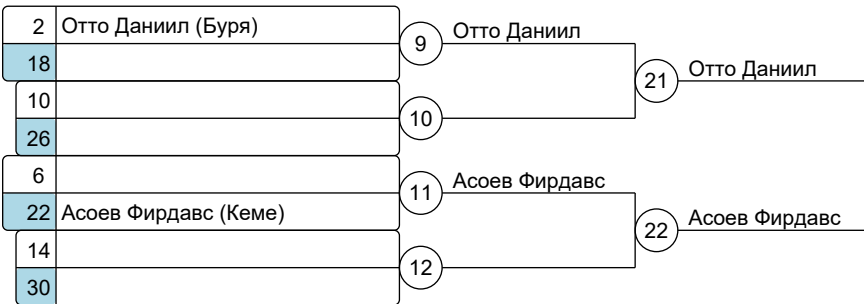 2 Отто Даниил (Буря)
18
9 Отто Даниил
10
26
10
21 Отто Даниил
6
22 Асоев Фирдавс (Кеме)
11 Асоев Фирдавс
14
30
12
22 Асоев Фирдавс